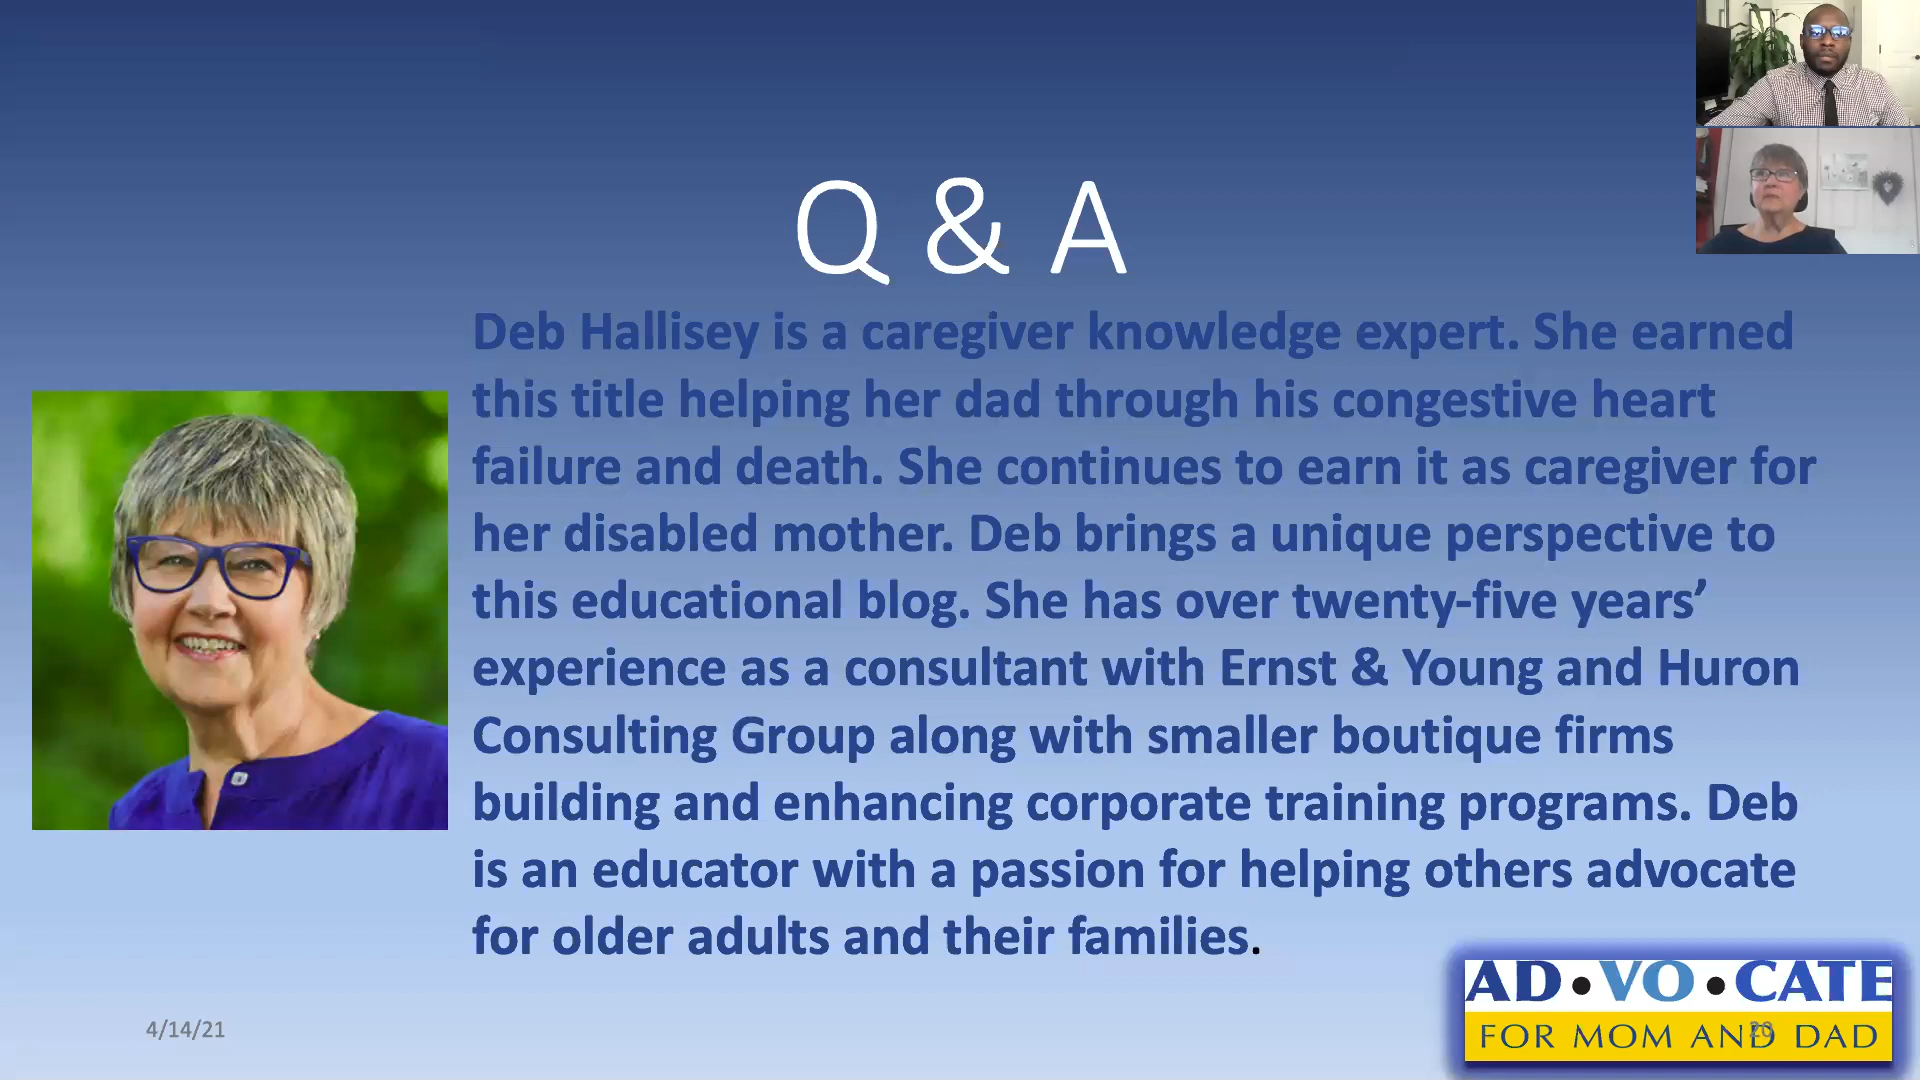 Q & A
Deb Hallisey is a caregiver knowledge expert. She earned
this title helping her dad through his congestive heart
failure and death. She continues to earn it as caregiver for
her disabled mother. Deb brings a unique perspective to
this educational blog. She has over twenty-five years’
experience as a consultant with Ernst & Young and Huron
Consulting Group along with smaller boutique firms
building and enhancing corporate training programs. Deb
is an educator with a passion for helping others advocate
for older adults and their families.
AD•VO•CATE
FOR MOM AND DAD
4/14/21
20